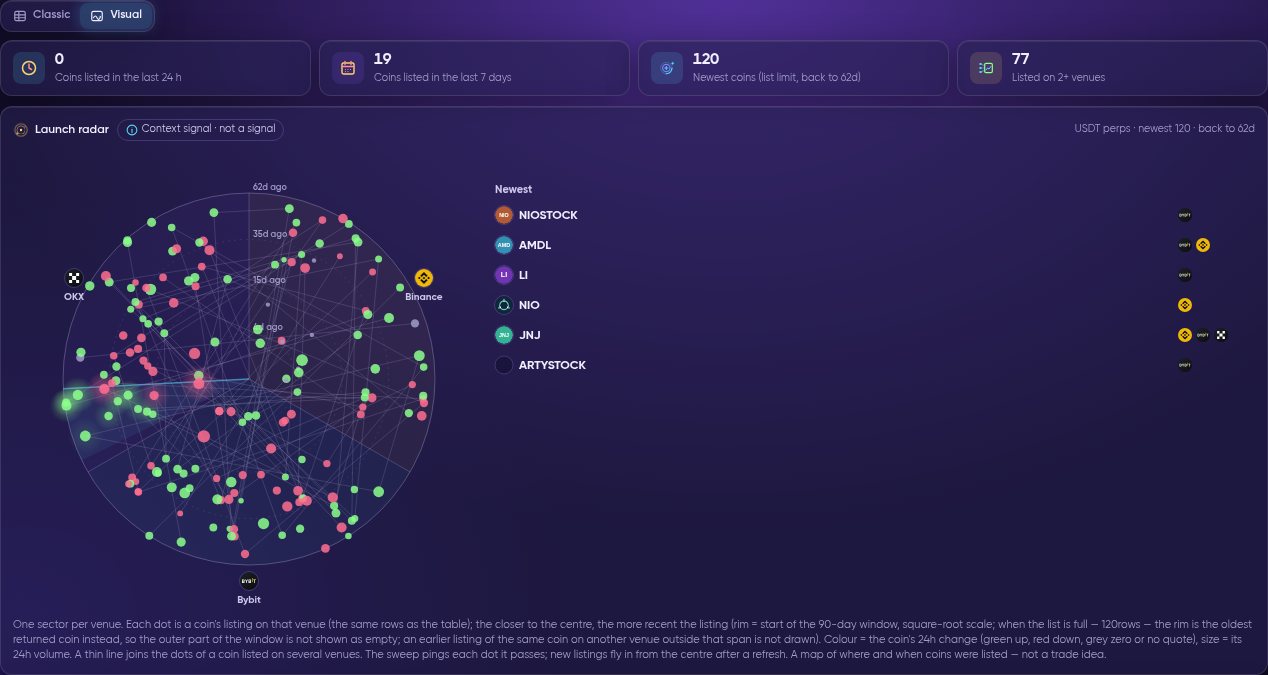 Classic
Visual
0
Coins listed in the last 24 h
19
Coins listed in the last 7 days
120
Newest coins (list limit, back to 62d)
77
Listed on 2+ venues
Launch radar
Context signal · not a signal
USDT perps · newest 120 · back to 62d
62d ago
35d ago
15d ago
ago
OKX
Binance
BYBIT
Bybit
Newest
NIO NIOSTOCK BYBIT
AMD AMDL BYBIT
LI LI BYBIT
NIO
JNJ JNJ BYBIT
ARTYSTOCK BYBIT
One sector per venue. Each dot is a coin's listing on that venue (the same rows as the table); the closer to the centre, the more recent the listing (rim = start of the 90-day window, square-root scale; when the list is full — 120rows — the rim is the oldest
returned coin instead, so the outer part of the window is not shown as empty; an earlier listing of the same coin on another venue outside that span is not drawn). Colour = the coin's 24h change (green up, red down, grey zero or no quote), size = its
24h volume. A thin line joins the dots of a coin listed on several venues. The sweep pings each dot it passes; new listings fly in from the centre after a refresh. A map of where and when coins were listed — not a trade idea.